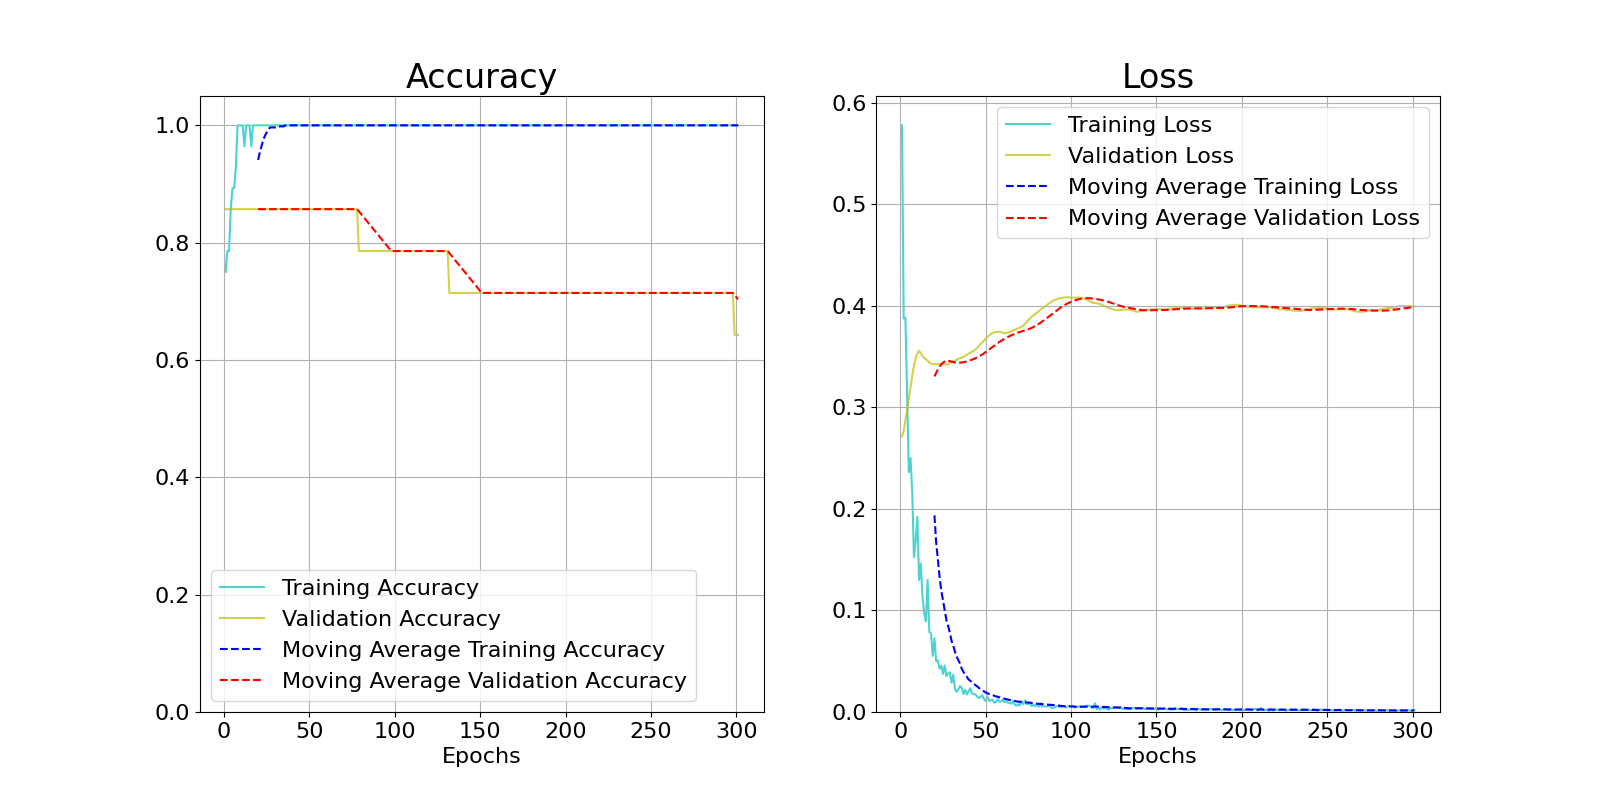 Accuracy
1.0
0.8
0.6
0.4
0.2
0.0
Training Accuracy
Validation Accuracy
Moving Average Training Accuracy
Moving Average Validation Accuracy
0 50 100 150 200 250 300
Epochs
Loss
0.6
0.5
0.4
0.3
0.2
0.1
0.0
Training Loss
Validation Loss
Moving Average Training Loss
Moving Average Validation Loss
0 50 100 150 200 250 300
Epochs